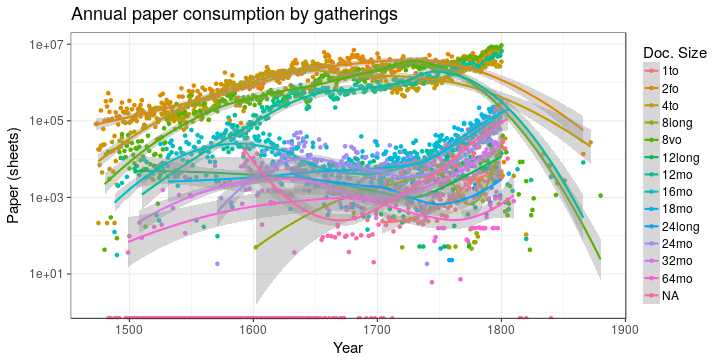 Annual paper consumption by gatherings
1e+07
1e+05
1e+03
1e+01
Paper (sheets)
1500
1600
1700
1800
1900
Year
Doc. Size
1to
2fo
4to
8long
8vo
12long
12mo
16mo
18mo
24long
24mo
32mo
64mo
NA